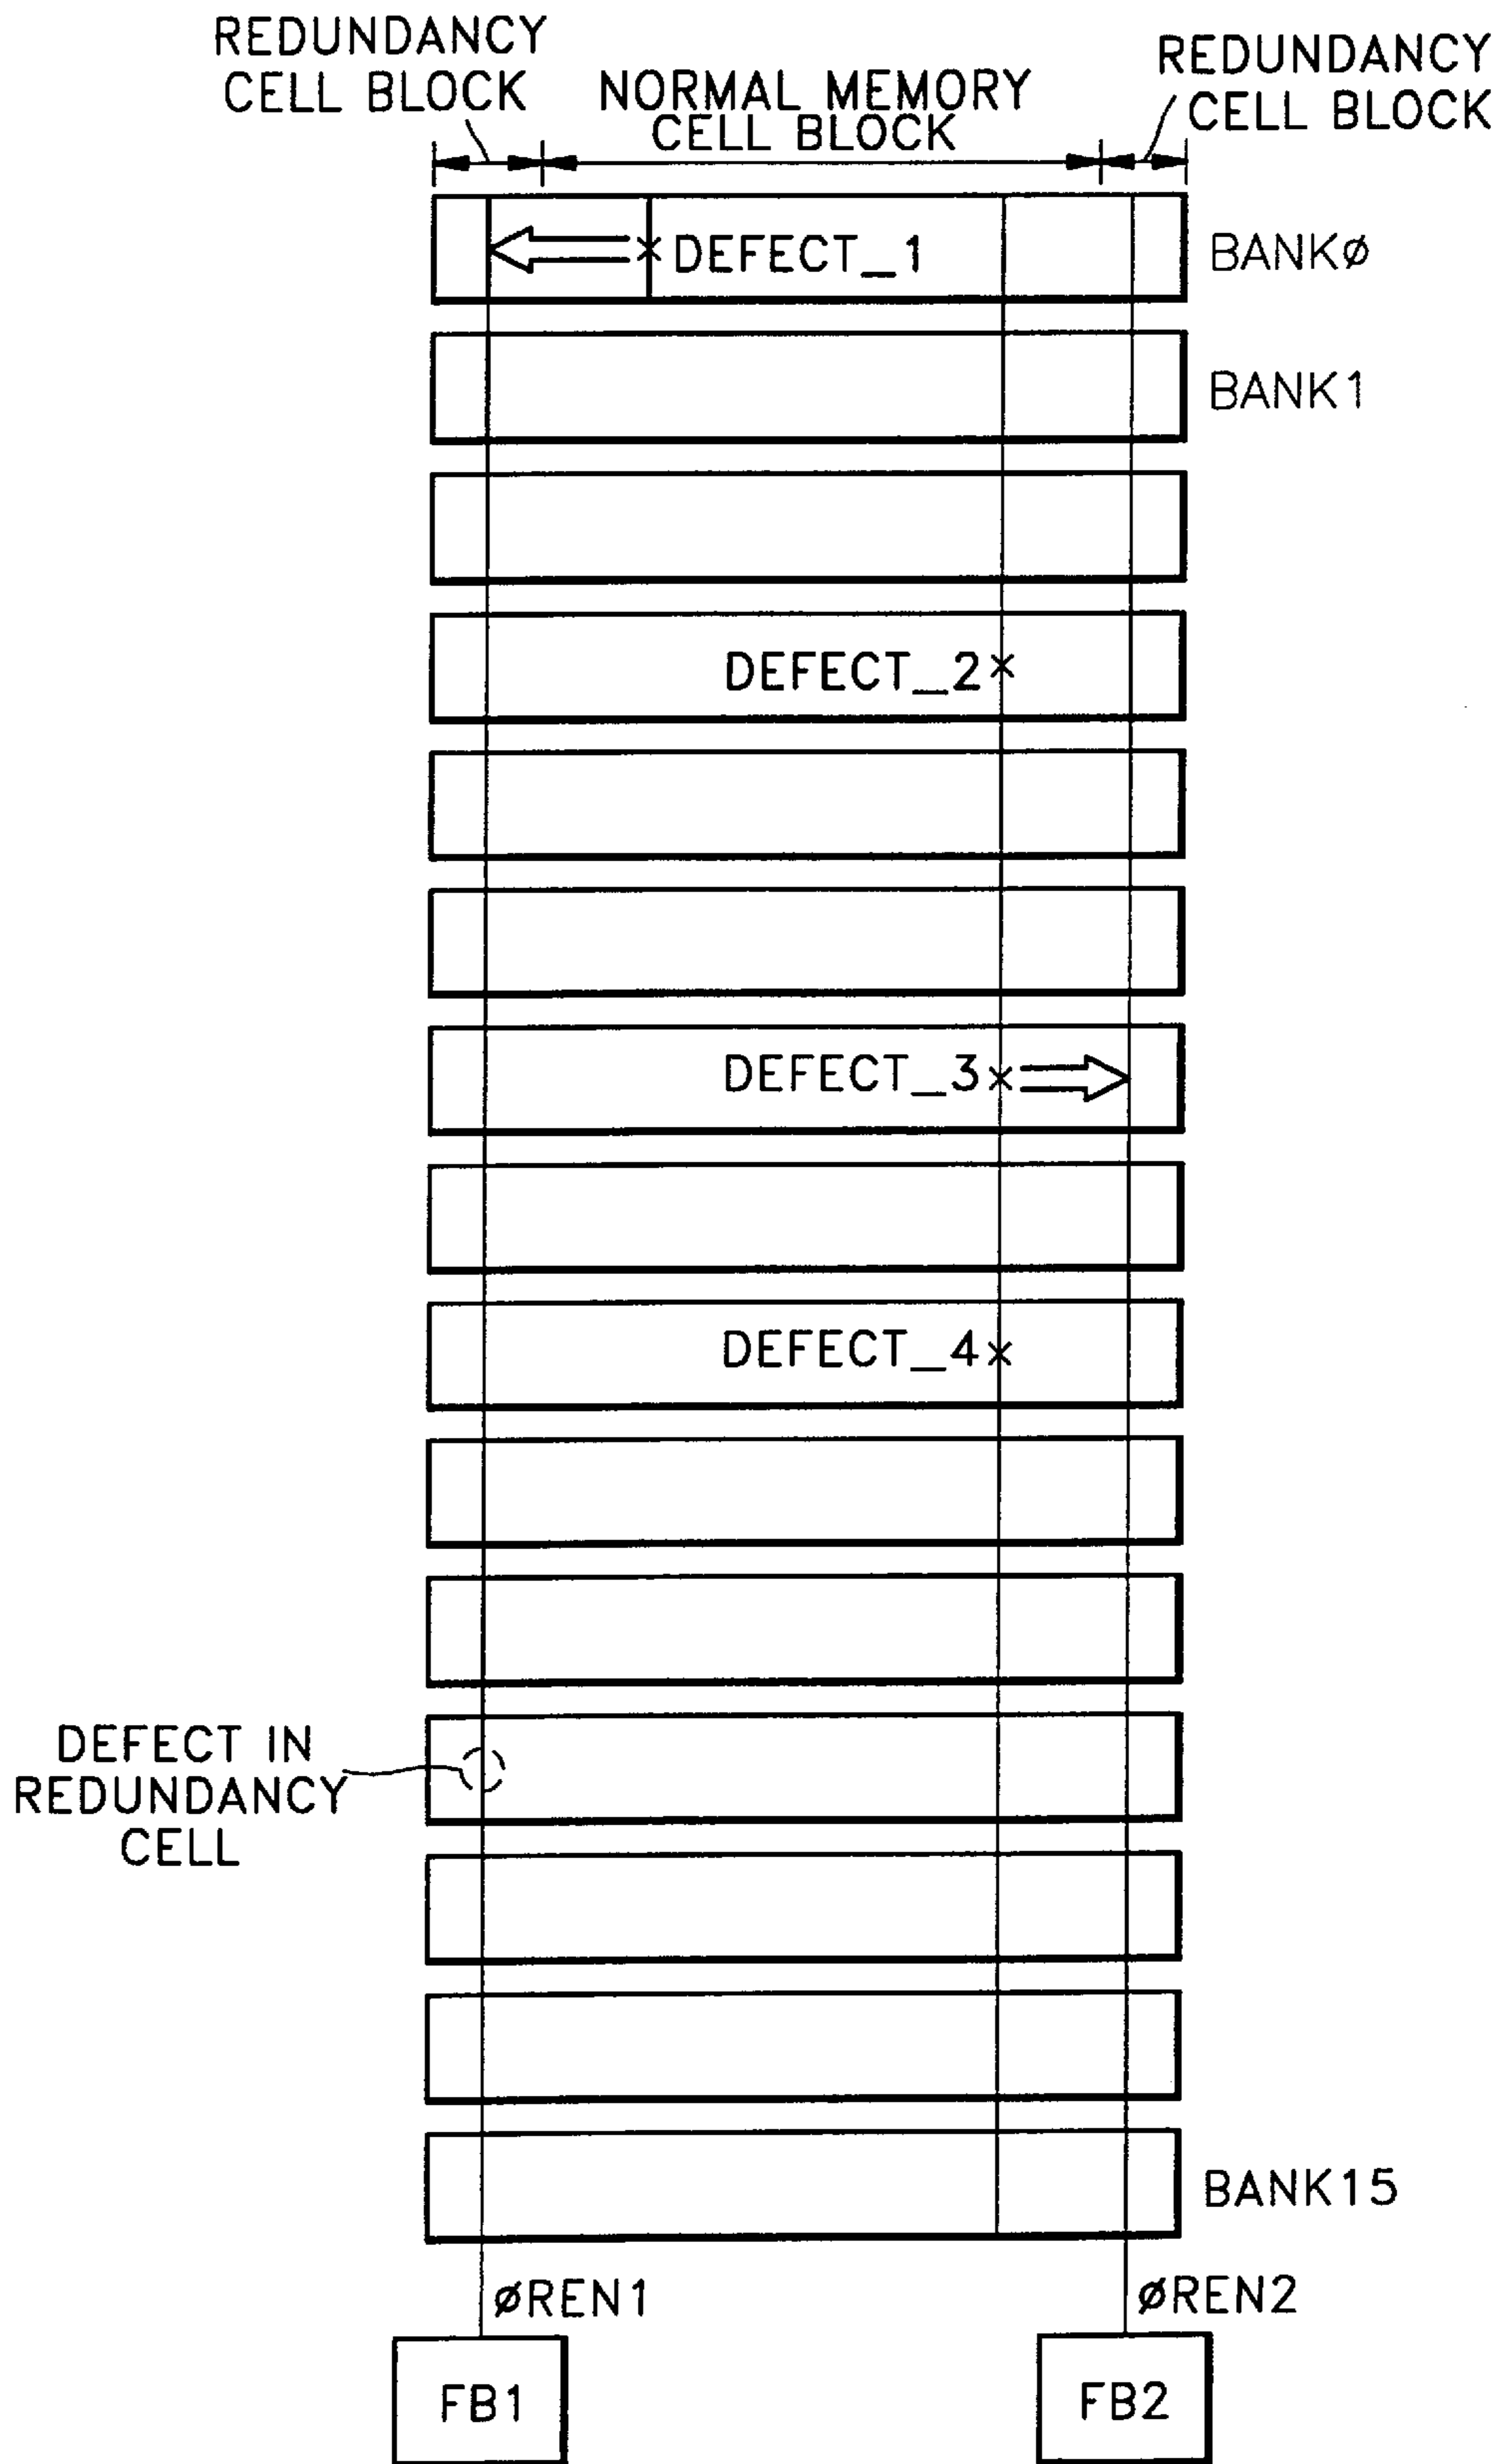 REDUNDANCY
CELL BLOCK
NORMAL MEMORY
CELL BLOCK
REDUNDANCY
CELL BLOCK
DEFECT_1
BANKø
BANK1
DEFECT_2
DEFECT_3
DEFECT_4
DEFECT IN
REDUNDANCY
CELL
BANK15
øREN1
øREN2
FB1
FB2